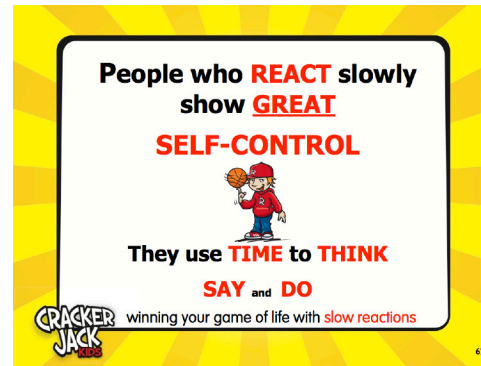 People who REACT slowly
show GREAT
SELF-CONTROL
They use TIME to THINK
SAY and DO
winning your game of life with slow reactions
CRACKER
JACK
KIDS